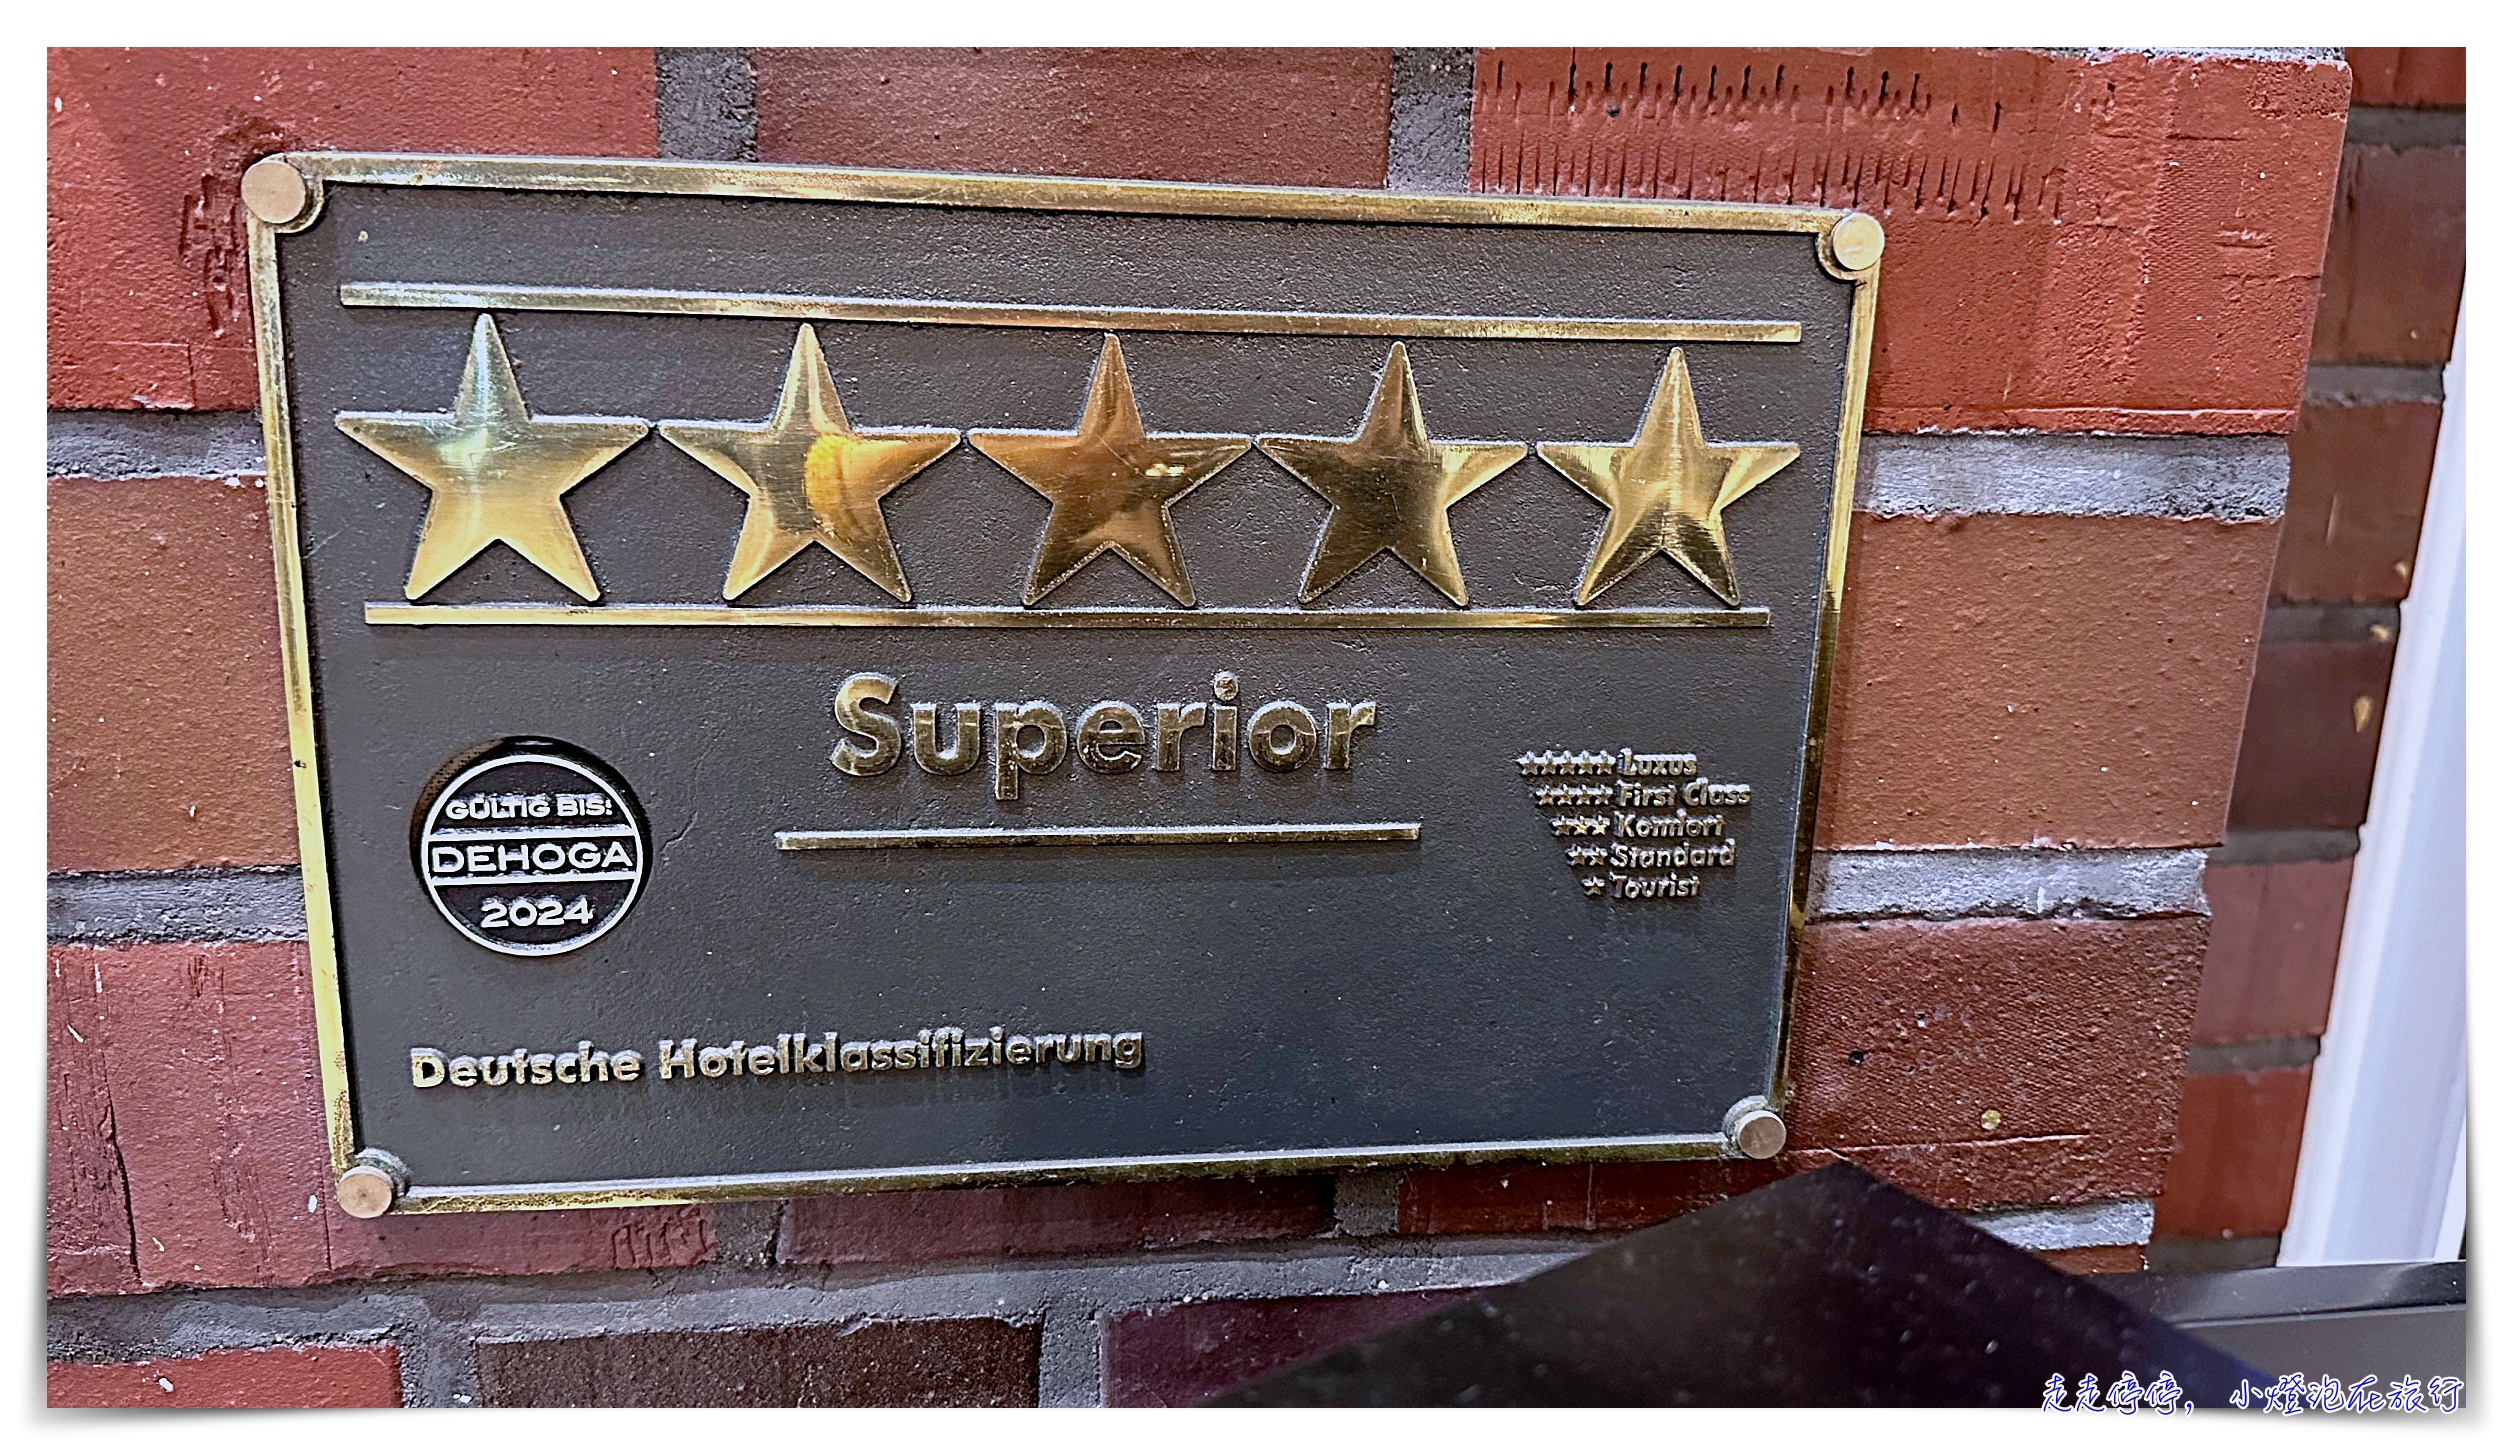 Superior
GÜLTIG BIS:
DEHOGA
2024
Luxus
First Class
Komfort
Standard
Tourist
Deutsche Hotelklassifizierung
走走停停，小燈泡在旅行